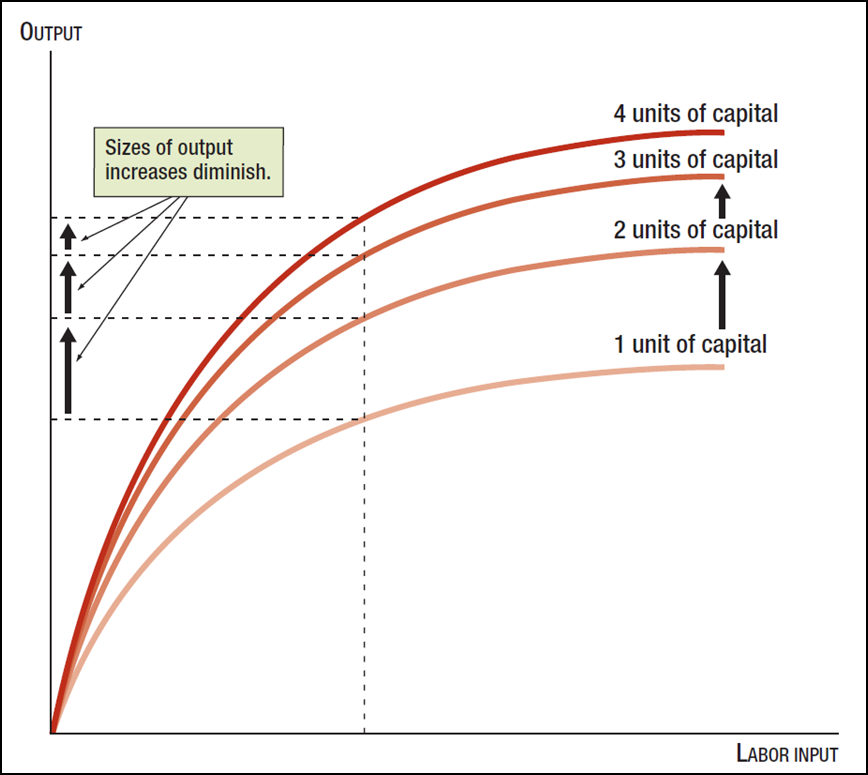 OUTPUT
Sizes of output
increases diminish.
4 units of capital
3 units of capital
2 units of capital
1 unit of capital
LABOR INPUT